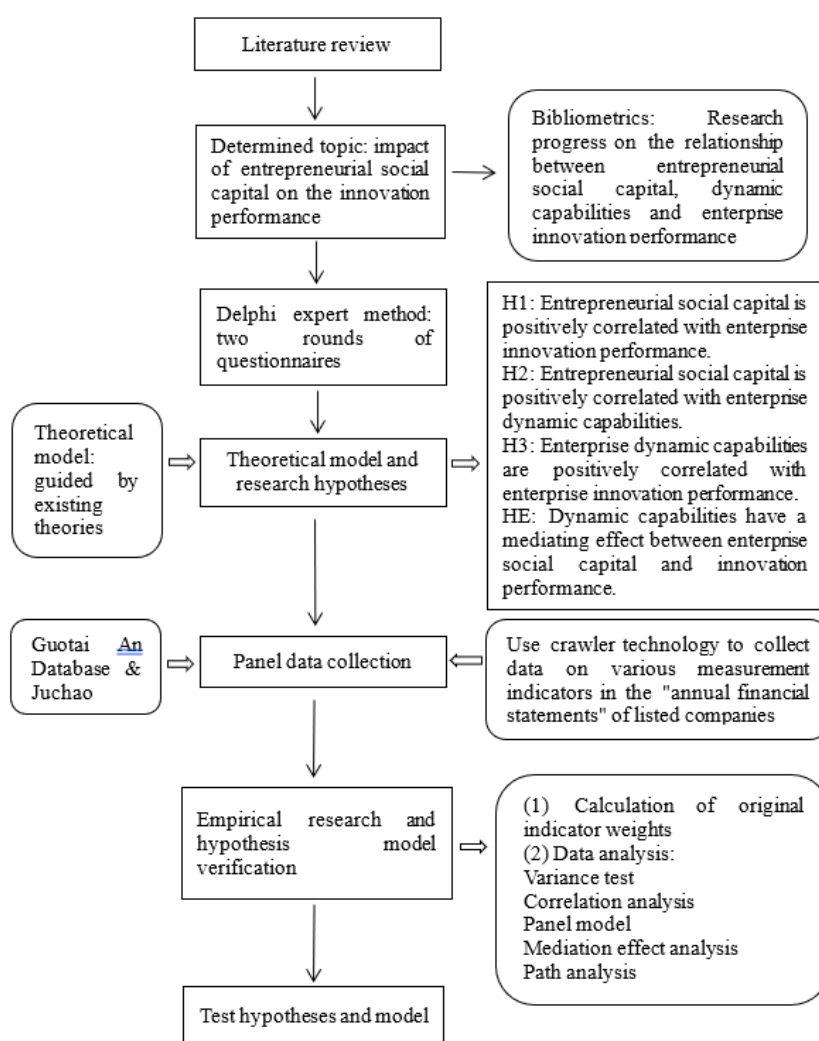 Literature review
Determined topic: impact
of entrepreneurial social
capital on the innovation
performance
Bibliometrics: Research
progress on the relationship
between entrepreneurial
social capital, dynamic
capabilities and enterprise
innovation performance
Delphi expert method:
two rounds of
questionnaires
H1: Entrepreneurial social capital is
positively correlated with enterprise
innovation performance.
H2: Entrepreneurial social capital is
positively correlated with enterprise
dynamic capabilities.
H3: Enterprise dynamic capabilities
are positively correlated with
enterprise innovation performance.
HE: Dynamic capabilities have a
mediating effect between enterprise
social capital and innovation
performance.
Theoretical
model:
guided by
existing
theories
Theoretical model and
research hypotheses
Guotai An
Database &
Juchao
Panel data collection
Use crawler technology to collect
data on various measurement
indicators in the "annual financial
statements" of listed companies
Empirical research and
hypothesis model
verification
(1) Calculation of original
indicator weights
(2) Data analysis:
Variance test
Correlation analysis
Panel model
Mediation effect analysis
Path analysis
Test hypotheses and model